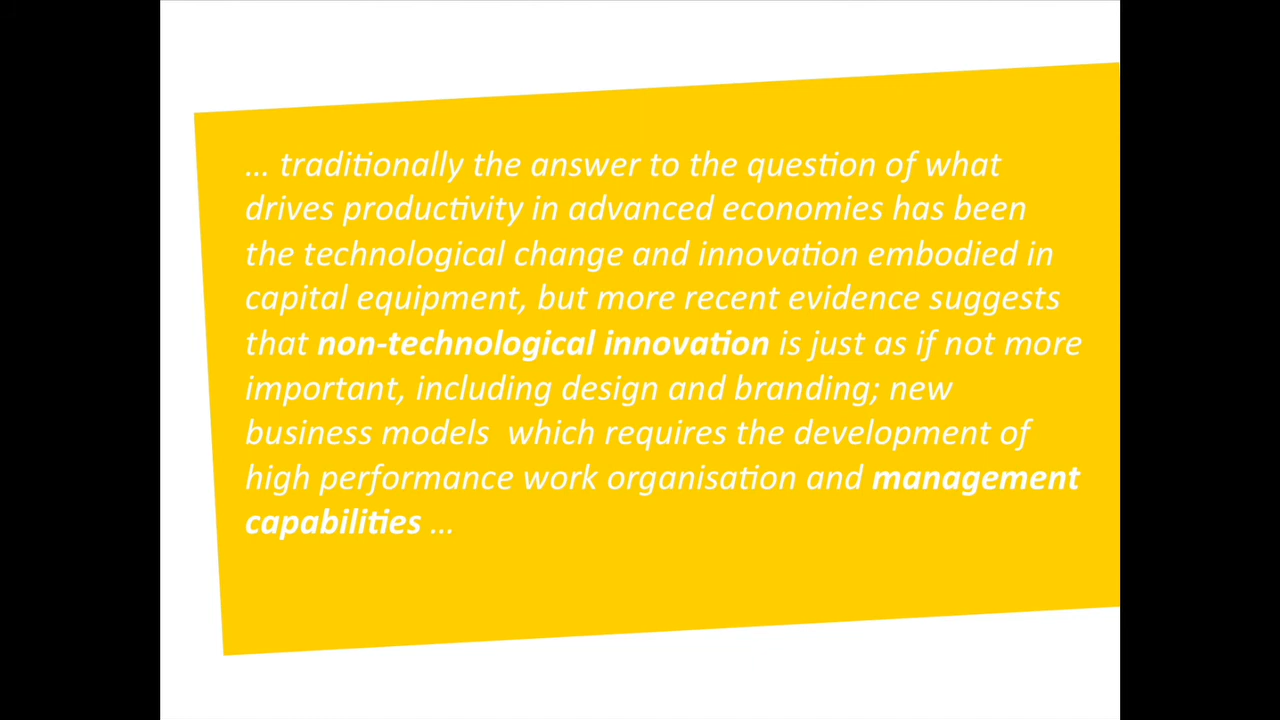 ... traditionally the answer to the question of what
drives productivity in advanced economies has been
the technological change and innovation embodied in
capital equipment, but more recent evidence suggests
that non-technological innovation is just as if not more
important, including design and branding; new
business models  which requires the development of
high performance work organisation and management
capabilities ...